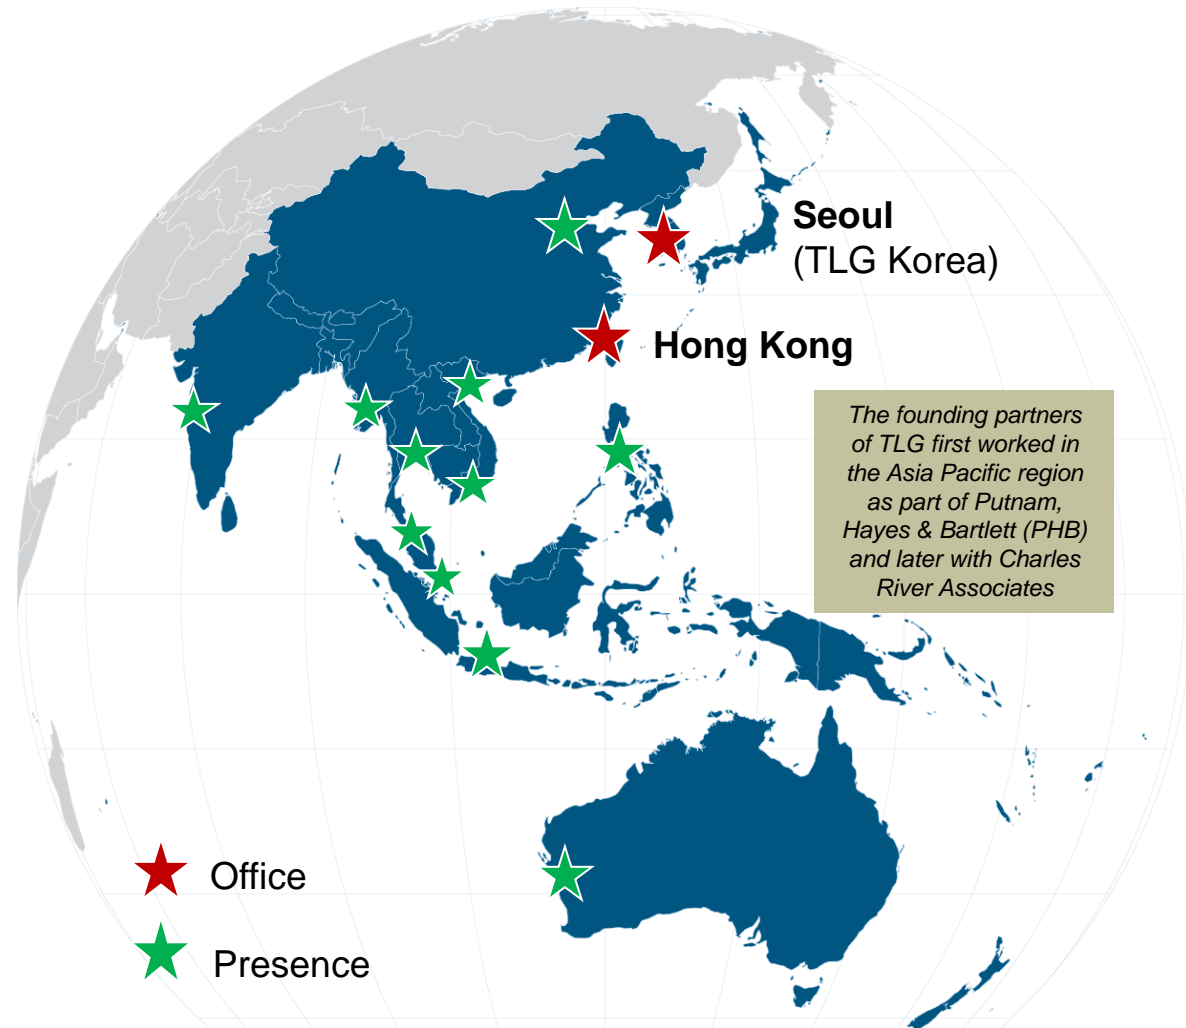 Seoul
(TLG Korea)
Hong Kong
The founding partners
of TLG first worked in
the Asia Pacific region
as part of Putnam,
Hayes & Bartlett (PHB)
and later with Charles
River Associates
Office
Presence